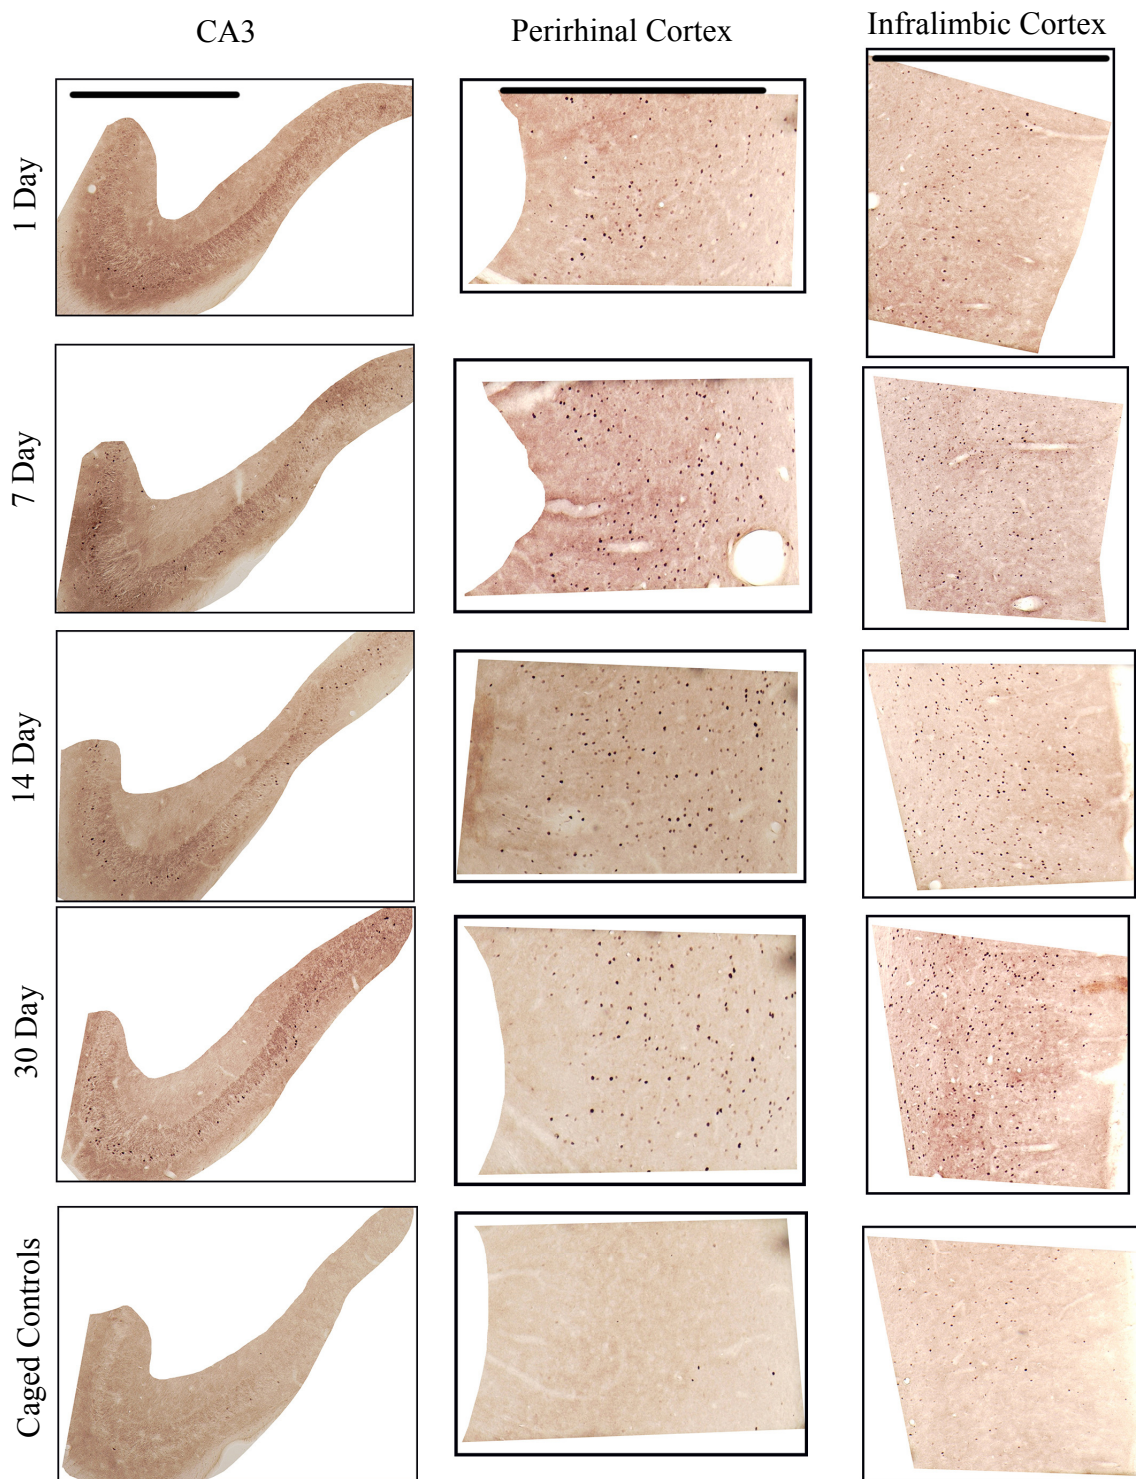 CA3
Perirhinal Cortex
Infralimbic Cortex
1 Day
7 Day
14 Day
30 Day
Caged Controls